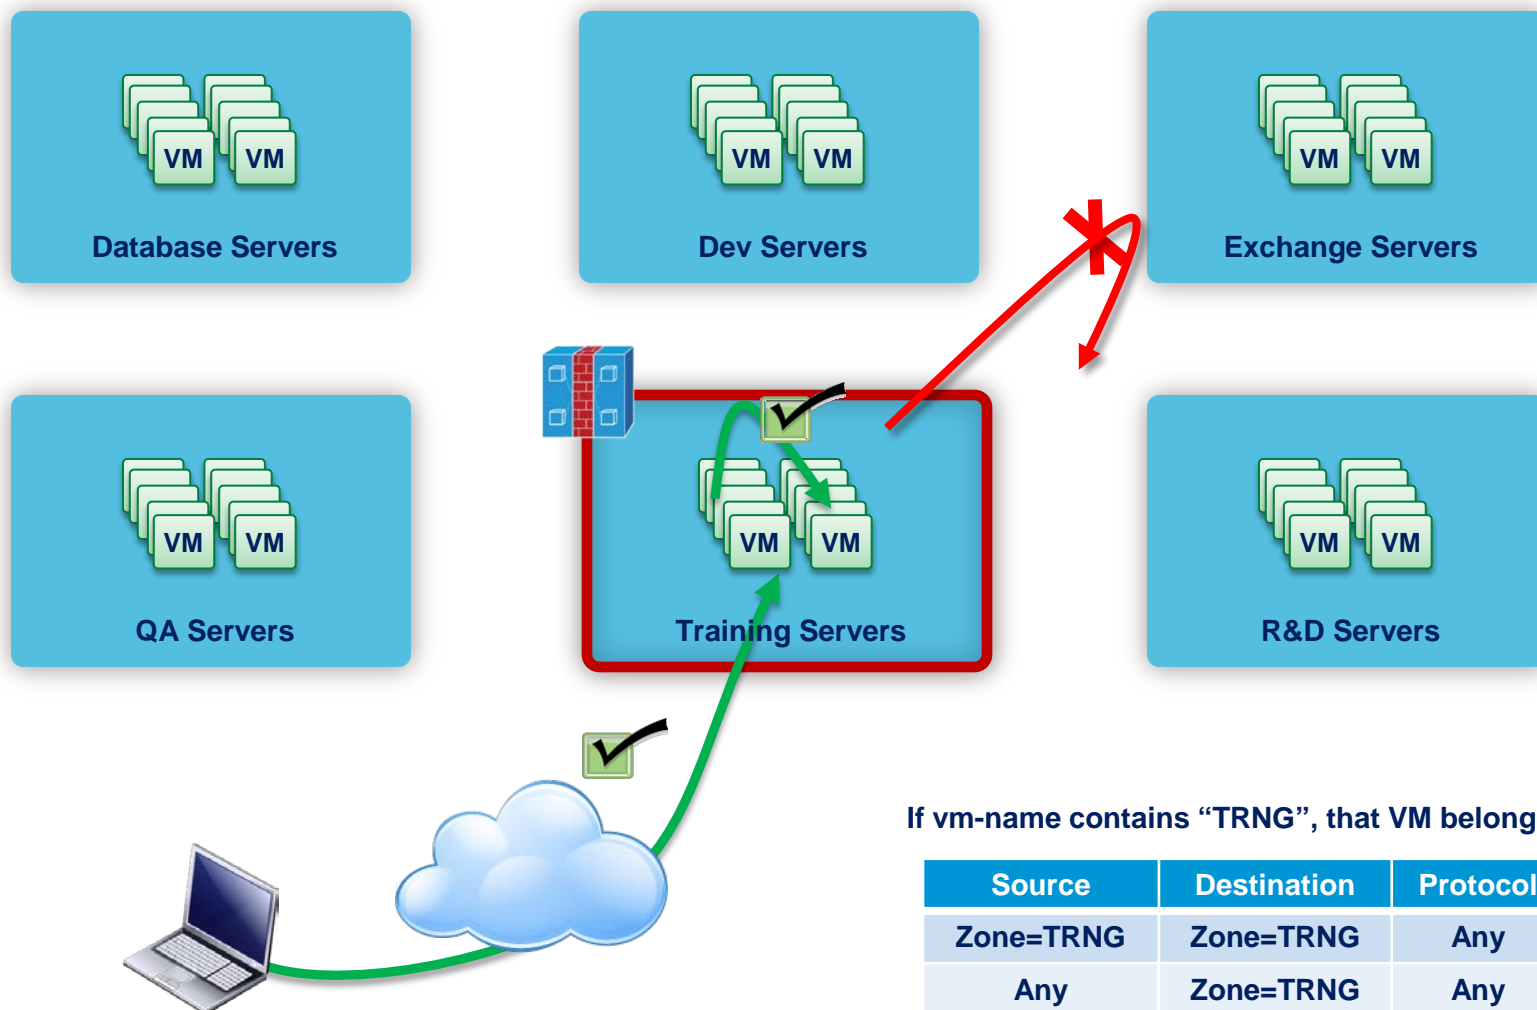 VM VM
Database Servers
VM VM
Dev Servers
VM VM
Exchange Servers
VM VM
QA Servers
VM VM
Training Servers
VM VM
R&D Servers
If vm-name contains “TRNG”, that VM belong
Source Destination Protocol
Zone=TRNG Zone=TRNG Any
Any Zone=TRNG Any